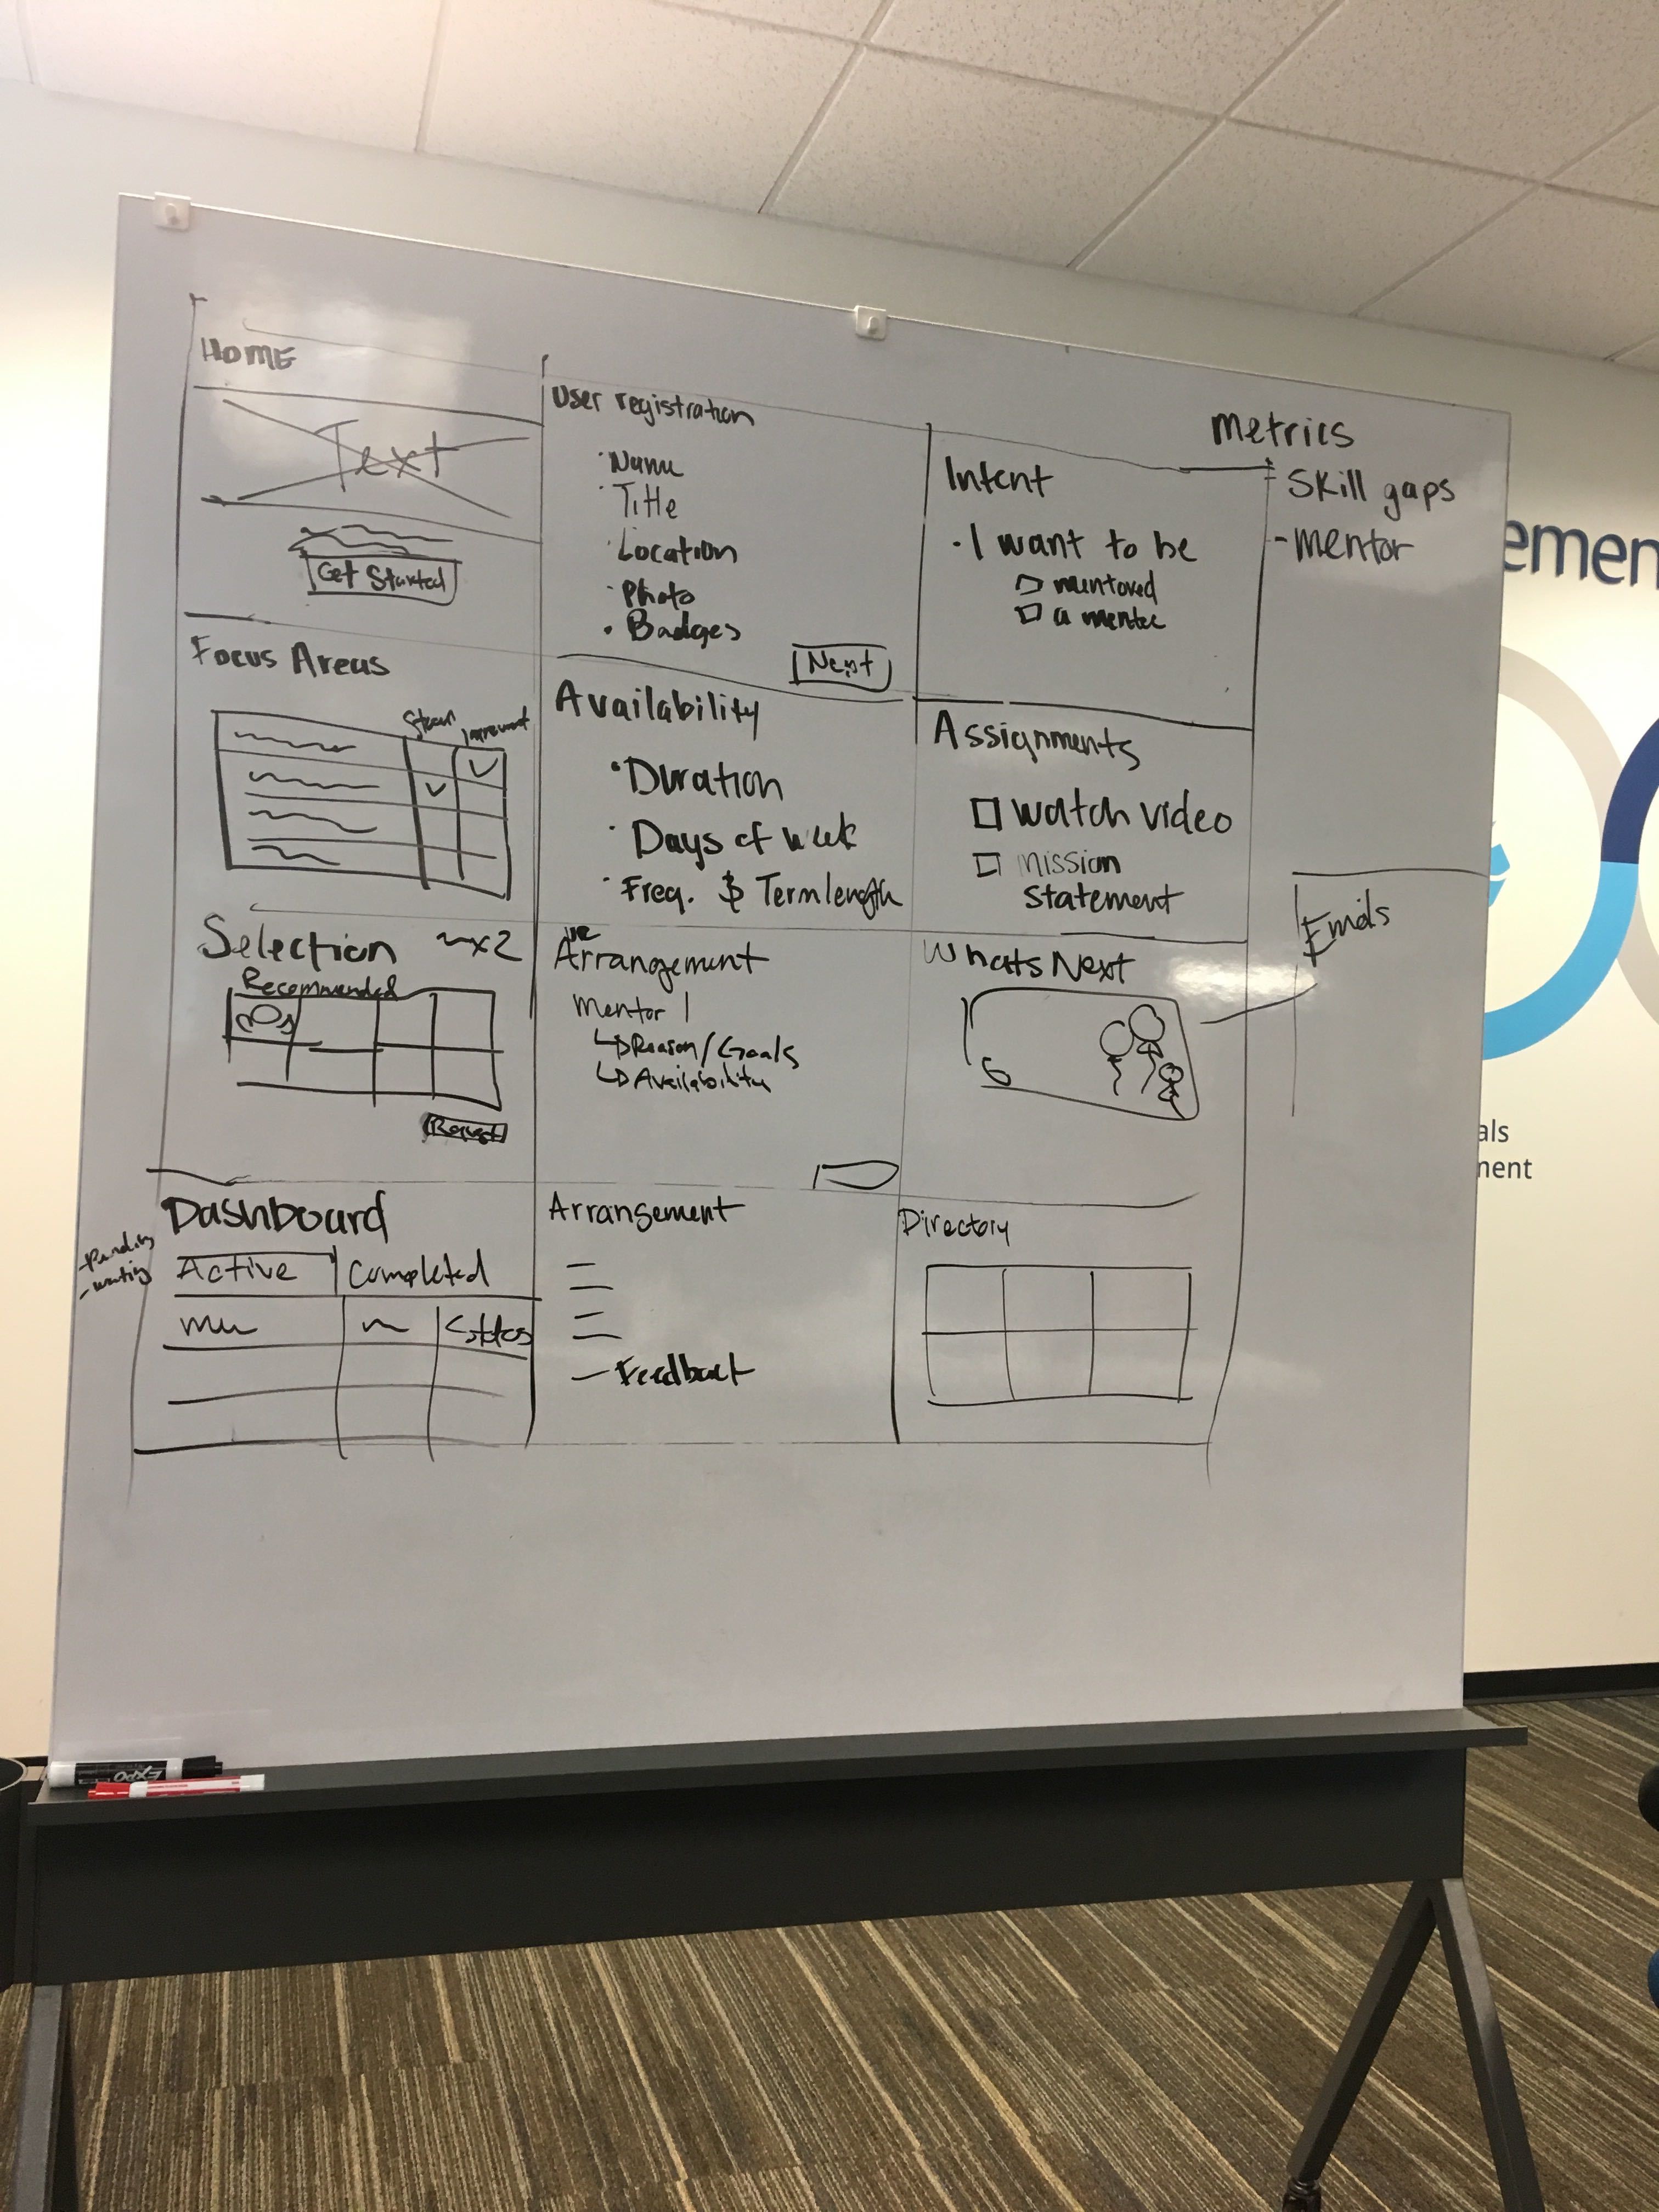 HOME
Text
Get Started
User registration
· Name
· Title
· Location
· Photo
· Badges
Next
Intent
· I want to be
mentored
a mentee
Metrics
- Skill gaps
- mentor
Focus Areas
Availability
· Duration
· Days of week
· Freq. & Term length
Assignments
watch video
mission
statement
Selection ~x2
Recommended
Request
Arrangement
Mentor 1
Reason/Goals
Availability
Whats Next
Emails
Dashboard
- Pending
- waiting
Active
Completed
Status
Arrangement
- Feedback
Directory
EXPO
emen
als
ment